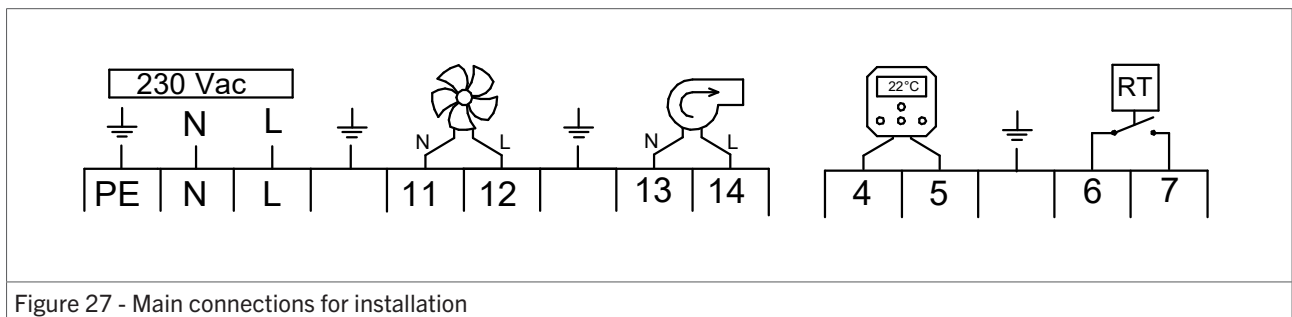 230 Vac
22°C
RT
N L
N L N L
PE N L 11 12 13 14 4 5 6 7
Figure 27 - Main connections for installation